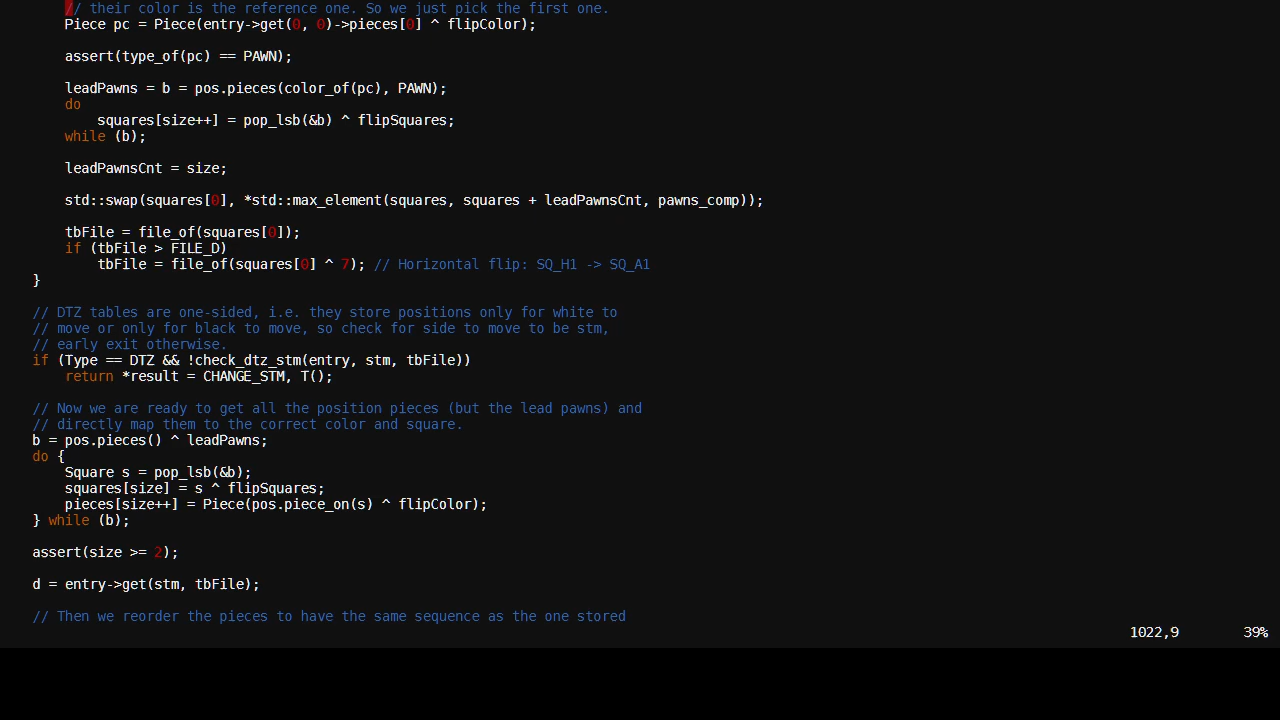 // their color is the reference one. So we just pick the first one.
Piece pc = Piece(entry->get(0, 0)->pieces[0] ^ flipColor);
assert(type_of(pc) == PAWN);
leadPawns = b = pos.pieces(color_of(pc), PAWN);
do
squares[size++] = pop_lsb(&b) ^ flipSquares;
while (b);
leadPawnsCnt = size;
std::swap(squares[0], *std::max_element(squares, squares + leadPawnsCnt, pawns_comp));
tbFile = file_of(squares[0]);
if (tbFile > FILE_D)
tbFile = file_of(squares[0] ^ 7); // Horizontal flip: SQ_H1 -> SQ_A1
}
// DTZ tables are one-sided, i.e. they store positions only for white to
// move or only for black to move, so check for side to move to be stm,
// early exit otherwise.
if (Type == DTZ && !check_dtz_stm(entry, stm, tbFile))
return *result = CHANGE_STM, T();
// Now we are ready to get all the position pieces (but the lead pawns) and
// directly map them to the correct color and square.
b = pos.pieces() ^ leadPawns;
do {
Square s = pop_lsb(&b);
squares[size] = s ^ flipSquares;
pieces[size++] = Piece(pos.piece_on(s) ^ flipColor);
} while (b);
assert(size >= 2);
d = entry->get(stm, tbFile);
// Then we reorder the pieces to have the same sequence as the one stored
1022,9 39%